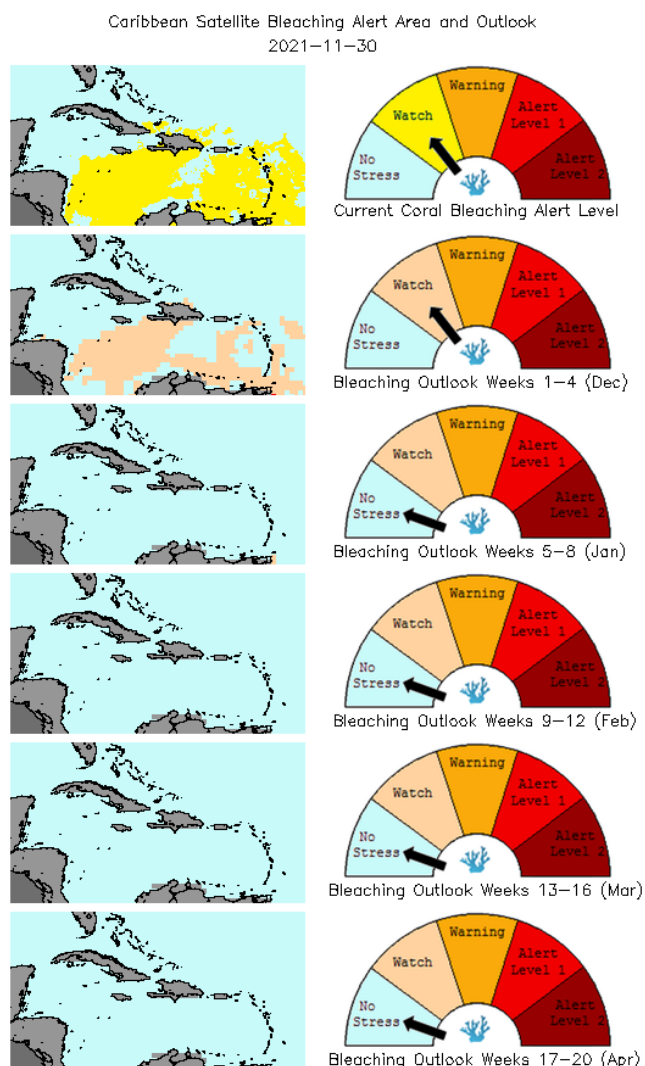 Caribbean Satellite Bleaching Alert Area and Outlook
2021-11-30
Warning
Watch
Alert
Level 1
No
Stress
Alert
Level 2
Current Coral Bleaching Alert Level
Warning
Watch
Alert
Level 1
No
Stress
Alert
Level 2
Bleaching Outlook Weeks 1-4 (Dec)
Warning
Watch
Alert
Level 1
No
Stress
Alert
Level 2
Bleaching Outlook Weeks 5-8 (Jan)
Warning
Watch
Alert
Level 1
No
Stress
Alert
Level 2
Bleaching Outlook Weeks 9-12 (Feb)
Warning
Watch
Alert
Level 1
No
Stress
Alert
Level 2
Bleaching Outlook Weeks 13-16 (Mar)
Warning
Watch
Alert
Level 1
No
Stress
Alert
Level 2
Bleaching Outlook Weeks 17-20 (Apr)